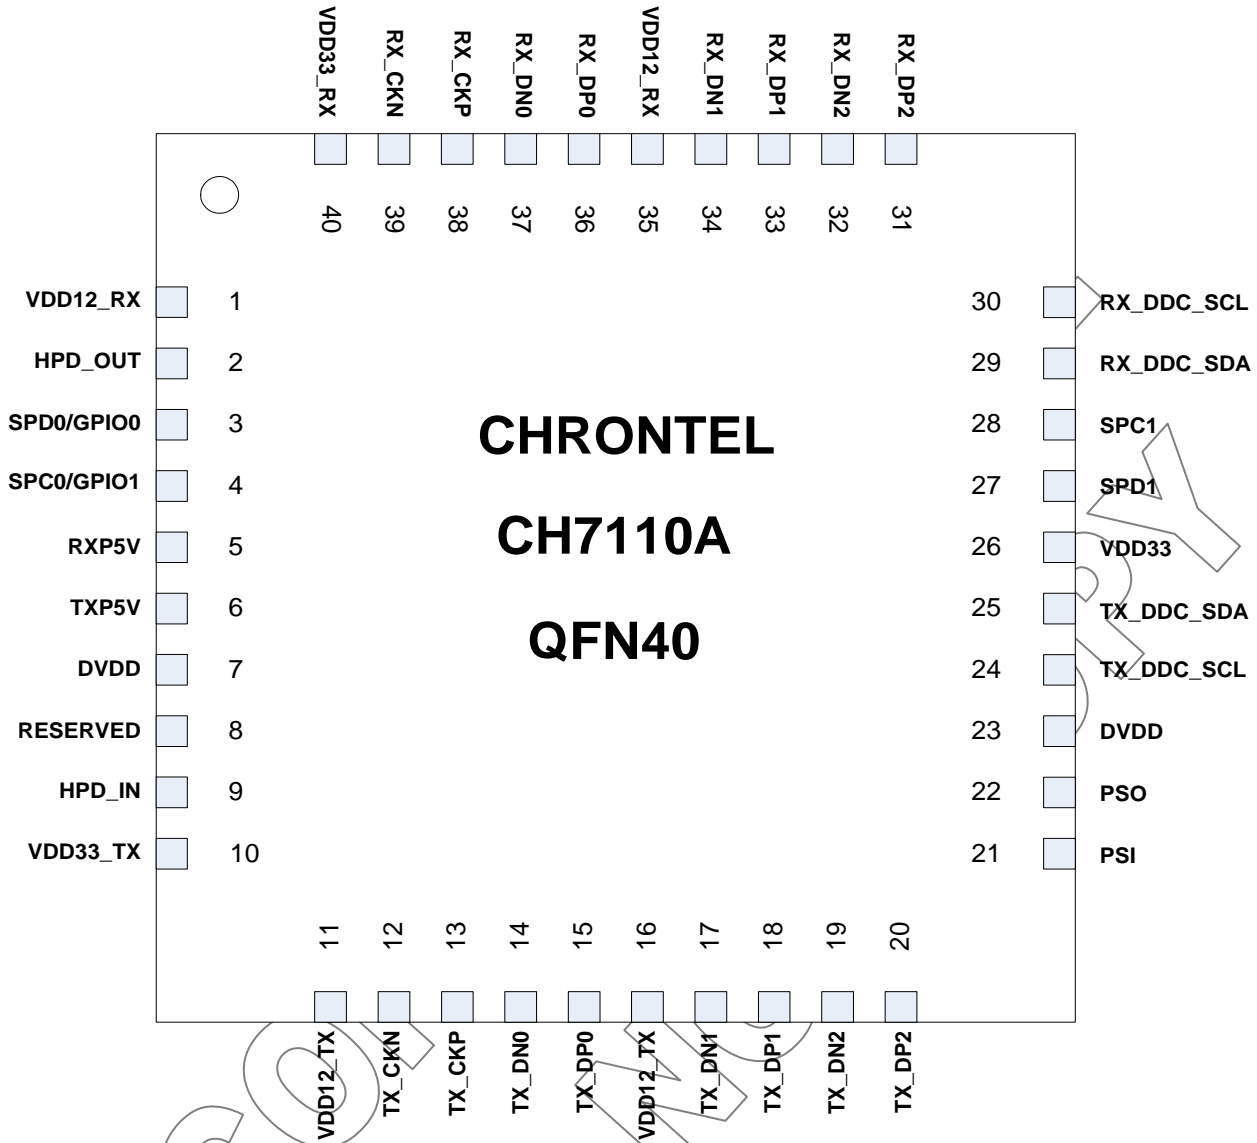 VDD33_RX
RX_CKN
RX_CKP
RX_DN0
RX_DP0
VDD12_RX
RX_DN1
RX_DP1
RX_DN2
RX_DP2
40
39
38
37
36
35
34
33
32
31
VDD12_RX 1
HPD_OUT 2
SPD0/GPIO0 3
SPC0/GPIO1 4
RXP5V 5
TXP5V 6
DVDD 7
RESERVED 8
HPD_IN 9
VDD33_TX 10
CHRONTEL
CH7110A
QFN40
30 RX_DDC_SCL
29 RX_DDC_SDA
28 SPC1
27 SPD1
26 VDD33
25 TX_DDC_SDA
24 TX_DDC_SCL
23 DVDD
22 PSO
21 PSI
11
12
13
14
15
16
17
18
19
20
VDD12_TX
TX_CKN
TX_CKP
TX_DN0
TX_DP0
VDD12_TX
TX_DN1
TX_DP1
TX_DN2
TX_DP2